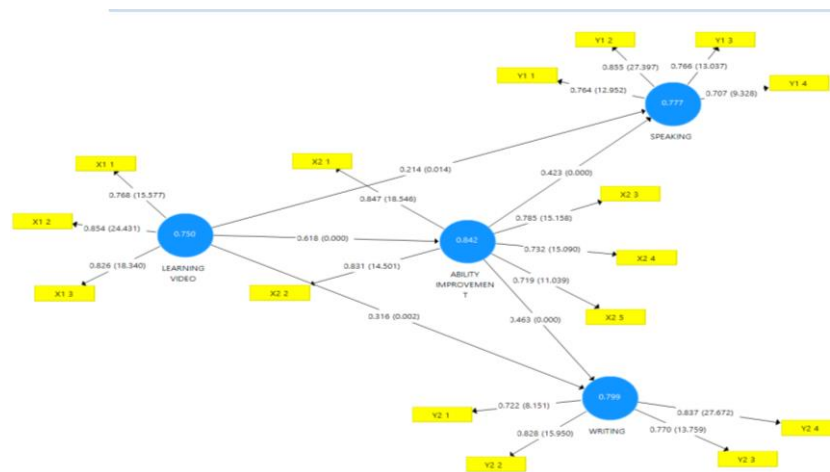 Y1 2
Y1 3
0.855 (27.397)
0.766 (13.037)
Y1 1
0.764 (12.952)
0.777
0.707 (9.328)
Y1 4
SPEAKING
X1 1
X2 1
0.214 (0.014)
0.423 (0.000)
0.768 (15.577)
0.847 (18.546)
X2 3
0.785 (15.158)
X1 2
0.854 (24.431)
0.750
0.618 (0.000)
0.842
0.732 (15.090)
X2 4
0.826 (18.340)
LEARNING
VIDEO
0.831 (14.501)
ABILITY
IMPROVEMEN
T
0.719 (11.039)
X1 3
X2 2
0.316 (0.002)
0.463 (0.000)
X2 5
0.799
Y2 1
0.722 (8.151)
0.837 (27.672)
Y2 4
WRITING
0.828 (15.950)
0.770 (13.759)
Y2 2
Y2 3